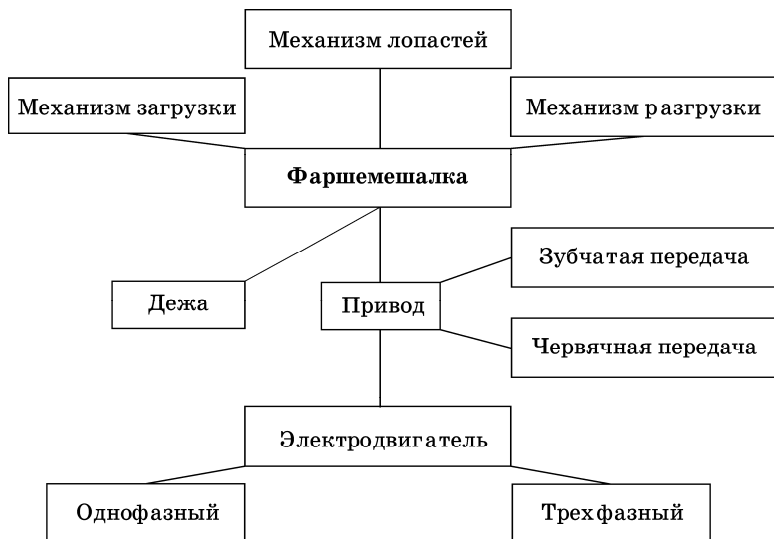 Механизм лопастей
Механизм загрузки
Механизм разгрузки
Фаршемешалка
Зубчатая передача
Дежа
Привод
Червячная передача
Электродвигатель
Однофазный
Трехфазный